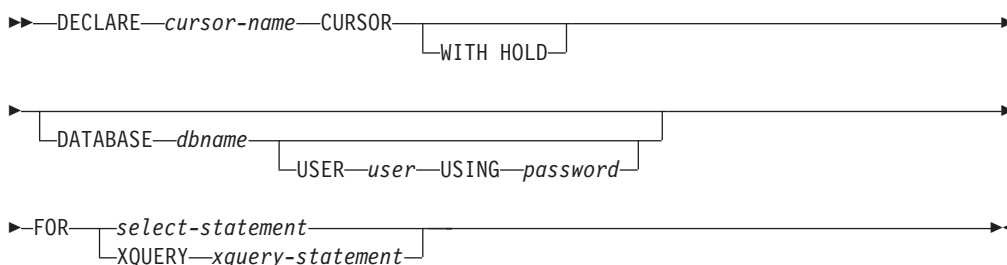 DECLARE cursor-name CURSOR
WITH HOLD
DATABASE dbname
USER user USING password
FOR select-statement
XQUERY xquery-statement